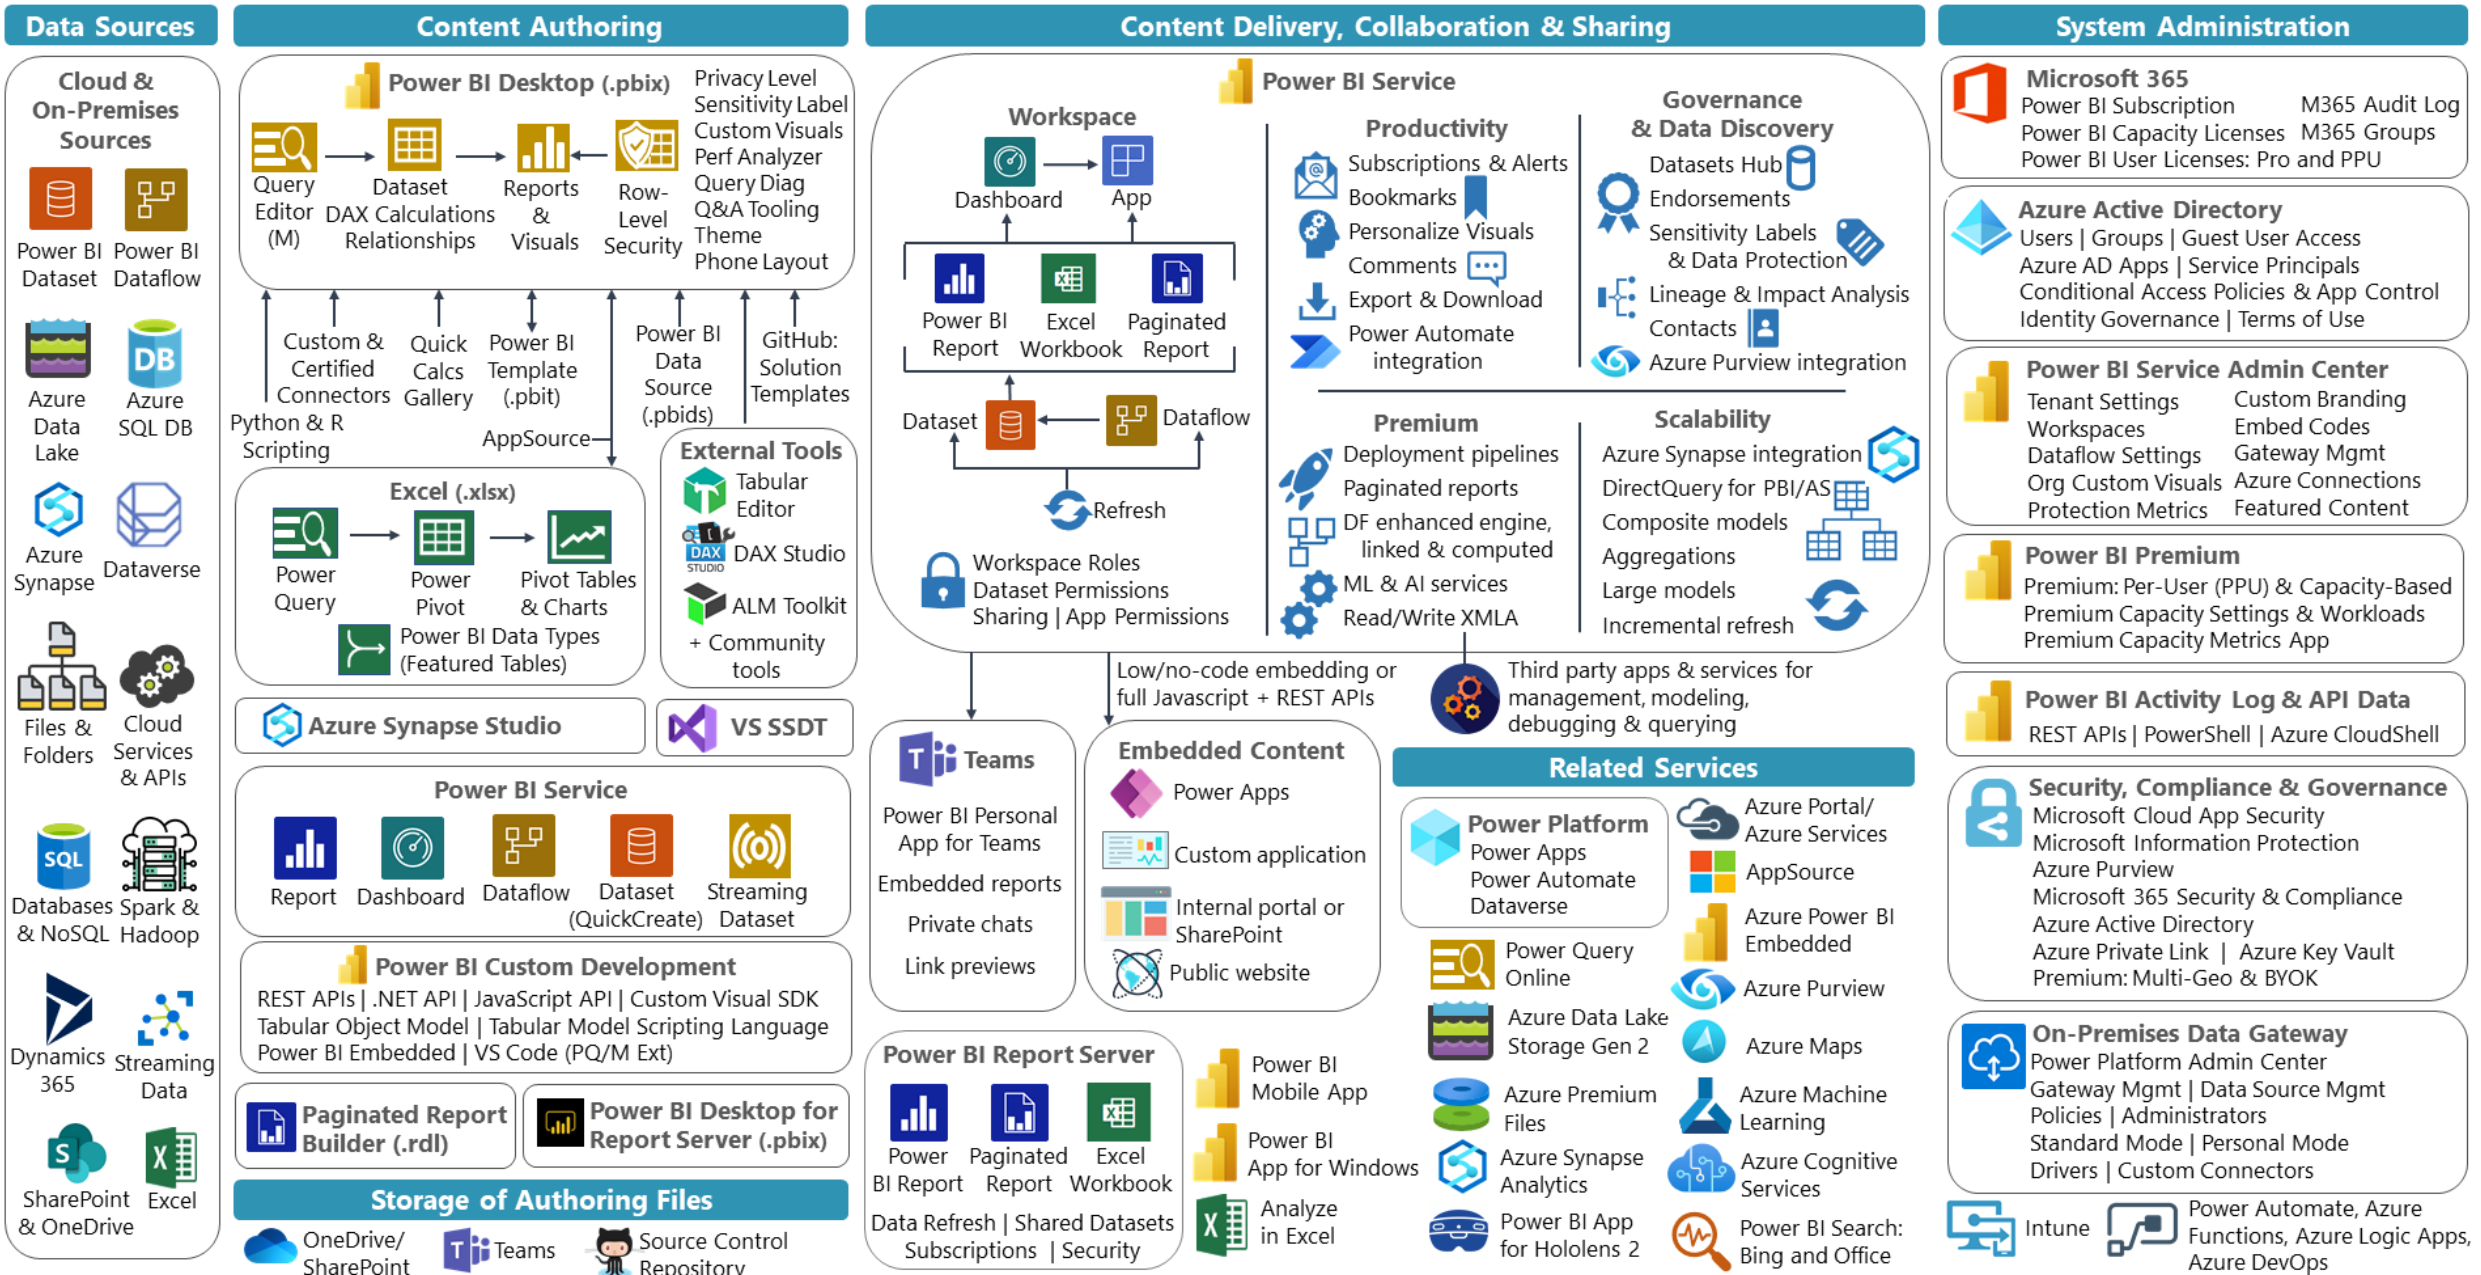 Data Sources
Cloud &
On-Premises
Sources
Power BI
Dataset
Power BI
Dataflow
Azure
Data
Lake
DB
Azure
SQL DB
Azure
Synapse
Dataverse
Files &
Folders
Cloud
Services
& APIs
SQL
Databases
& NoSQL
Spark &
Hadoop
Dynamics
365
Streaming
Data
S
SharePoint
& OneDrive
X
Excel
Content Authoring
Power BI Desktop (.pbix)
Query
Editor
(M)
Dataset
DAX Calculations
Relationships
Reports
&
Visuals
Row-
Level
Security
Privacy Level
Sensitivity Label
Custom Visuals
Perf Analyzer
Query Diag
Q&A Tooling
Theme
Phone Layout
Python & R
Scripting
Custom &
Certified
Connectors
Quick
Calcs
Gallery
Power BI
Template
(.pbit)
AppSource
Power BI
Data
Source
(.pbids)
GitHub:
Solution
Templates
Excel (.xlsx)
Power
Query
Power
Pivot
Pivot Tables
& Charts
Power BI Data Types
(Featured Tables)
External Tools
Tabular
Editor
DAX
STUDIO
DAX Studio
ALM Toolkit
+ Community
tools
Azure Synapse Studio
VS SSDT
Power BI Service
Report
Dashboard
Dataflow
Dataset
(QuickCreate)
Streaming
Dataset
Power BI Custom Development
REST APIs | .NET API | JavaScript API | Custom Visual SDK
Tabular Object Model | Tabular Model Scripting Language
Power BI Embedded | VS Code (PQ/M Ext)
Paginated Report
Builder (.rdl)
Power BI Desktop for
Report Server (.pbix)
Storage of Authoring Files
OneDrive/
SharePoint
T
Teams
Source Control
Repository
Content Delivery, Collaboration & Sharing
Power BI Service
Workspace
Dashboard
App
Power BI
Report
Excel
Workbook
Paginated
Report
Dataset
Dataflow
Refresh
Workspace Roles
Dataset Permissions
Sharing | App Permissions
Productivity
Subscriptions & Alerts
Bookmarks
Personalize Visuals
Comments
Export & Download
Power Automate
integration
Governance
& Data Discovery
Datasets Hub
Endorsements
Sensitivity Labels
& Data Protection
Lineage & Impact Analysis
Contacts
Azure Purview integration
Premium
Deployment pipelines
Paginated reports
DF enhanced engine,
linked & computed
ML & AI services
Read/Write XMLA
Scalability
Azure Synapse integration
DirectQuery for PBI/AS
Composite models
Aggregations
Large models
Incremental refresh
Low/no-code embedding or
full Javascript + REST APIs
Third party apps & services for
management, modeling,
debugging & querying
T
Teams
Power BI Personal
App for Teams
Embedded reports
Private chats
Link previews
Embedded Content
Power Apps
Custom application
Internal portal or
SharePoint
Public website
Power BI Report Server
Power
BI Report
Paginated
Report
Excel
Workbook
Data Refresh | Shared Datasets
Subscriptions | Security
Power BI
Mobile App
Power BI
App for Windows
X
Analyze
in Excel
Related Services
Power Platform
Power Apps
Power Automate
Dataverse
Power Query
Online
Azure Data Lake
Storage Gen 2
Azure Premium
Files
Azure Synapse
Analytics
Power BI App
for Hololens 2
Azure Portal/
Azure Services
AppSource
Azure Power BI
Embedded
Azure Purview
Azure Maps
Azure Machine
Learning
Azure Cognitive
Services
Power BI Search:
Bing and Office
System Administration
Microsoft 365
Power BI Subscription
M365 Audit Log
Power BI Capacity Licenses
M365 Groups
Power BI User Licenses: Pro and PPU
Azure Active Directory
Users | Groups | Guest User Access
Azure AD Apps | Service Principals
Conditional Access Policies & App Control
Identity Governance | Terms of Use
Power BI Service Admin Center
Tenant Settings
Workspaces
Dataflow Settings
Org Custom Visuals
Protection Metrics
Custom Branding
Embed Codes
Gateway Mgmt
Azure Connections
Featured Content
Power BI Premium
Premium: Per-User (PPU) & Capacity-Based
Premium Capacity Settings & Workloads
Premium Capacity Metrics App
Power BI Activity Log & API Data
REST APIs | PowerShell | Azure CloudShell
Security, Compliance & Governance
Microsoft Cloud App Security
Microsoft Information Protection
Azure Purview
Microsoft 365 Security & Compliance
Azure Active Directory
Azure Private Link | Azure Key Vault
Premium: Multi-Geo & BYOK
On-Premises Data Gateway
Power Platform Admin Center
Gateway Mgmt | Data Source Mgmt
Policies | Administrators
Standard Mode | Personal Mode
Drivers | Custom Connectors
Intune
Power Automate, Azure
Functions, Azure Logic Apps,
Azure DevOps